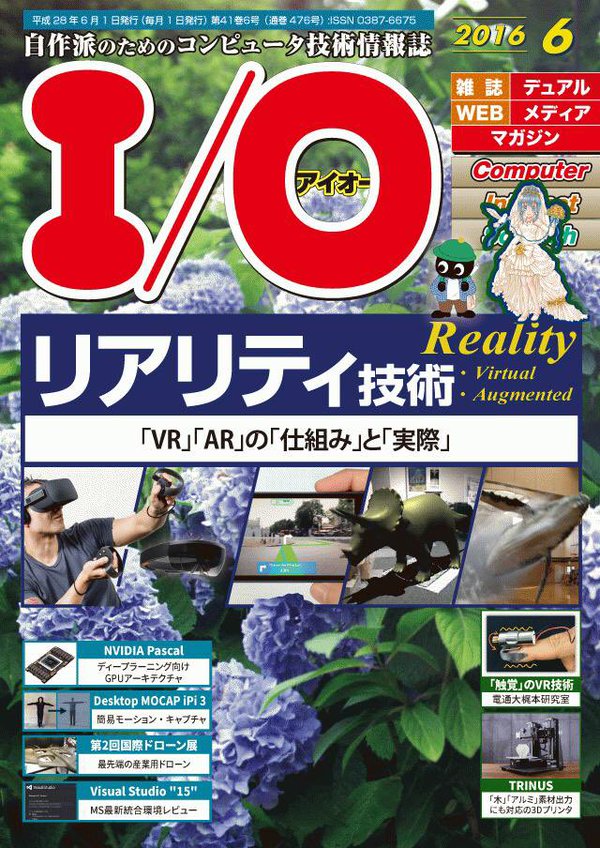 平成28年6月1日発行(毎月1日発行)第41巻6号(通巻476号):ISSN 0387-6675
自作派のためのコンピュータ技術情報誌
2016 6
I/O
アイオー
雑誌 デュアル
WEB メディア
マガジン
Computer
Reality
・Virtual
・Augmented
リアリティ技術
「VR」「AR」の「仕組み」と「実際」
NVIDIA Pascal
ディープラーニング向け
GPUアーキテクチャ
Desktop MOCAP iPi 3
簡易モーション・キャプチャ
第2回国際ドローン展
最先端の産業用ドローン
Visual Studio "15"
MS最新統合環境レビュー
「触覚」のVR技術
電通大梶本研究室
TRINUS
「木」「アルミ」素材出力
にも対応の3Dプリンタ